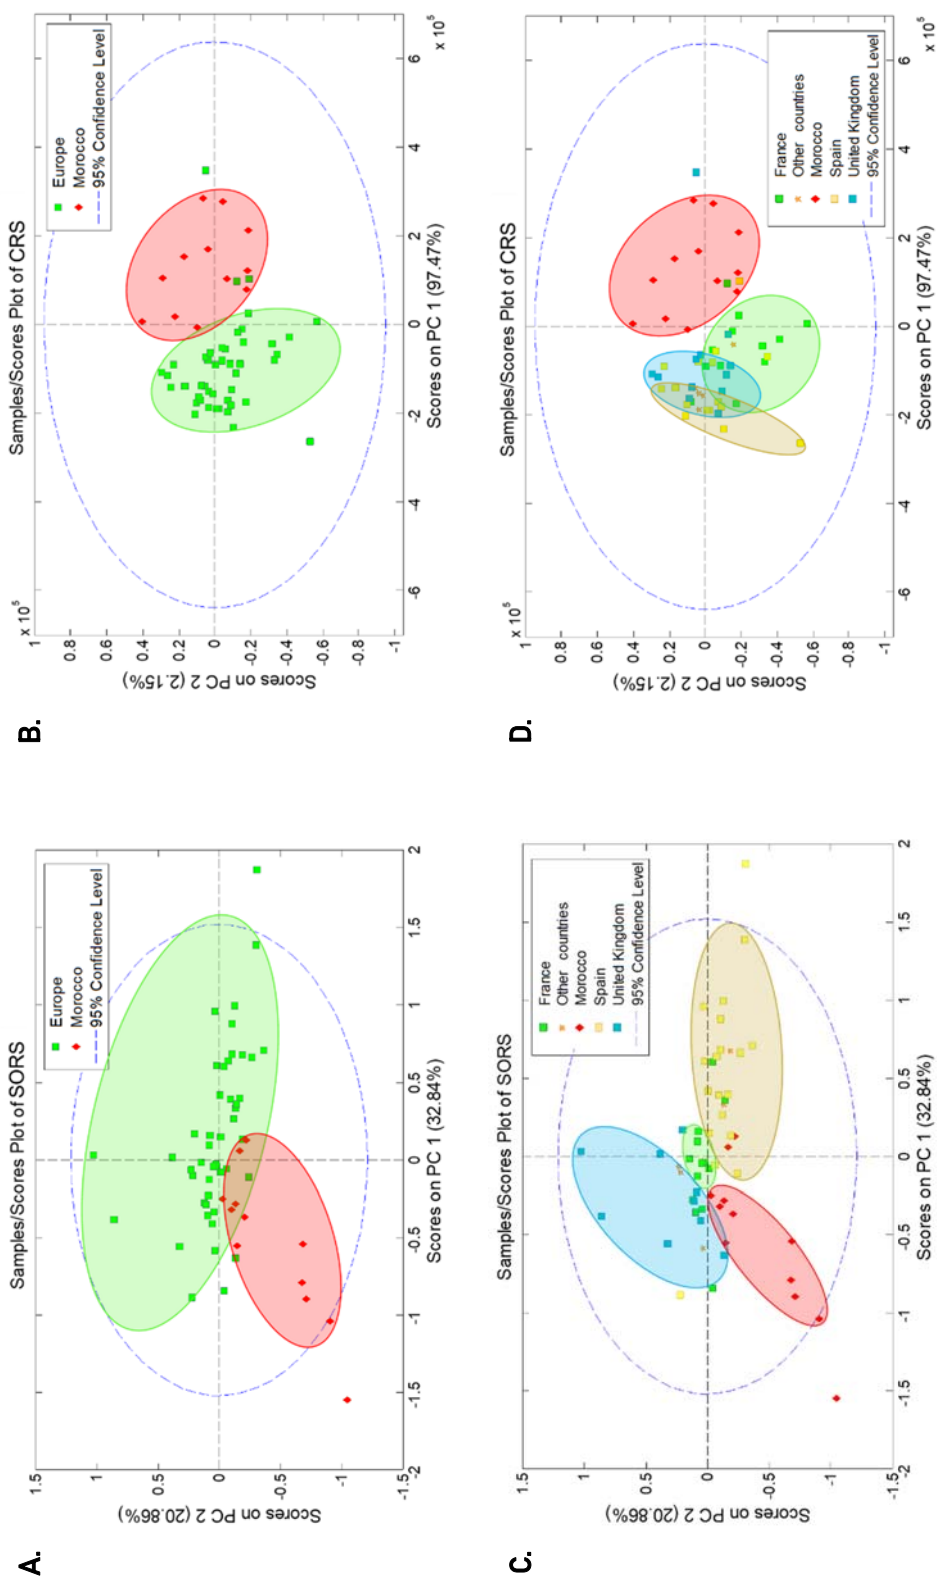 A.
Samples/Scores Plot of SORS
Europe
Morocco
95% Confidence Level
1.5
1
0.5
0
-0.5
-1
-1.5
Scores on PC 2 (20.86%)
-2
-1.5
-1
-0.5
0
0.5
1
1.5
2
Scores on PC 1 (32.84%)
B.
Samples/Scores Plot of CRS
x 10^5
Europe
Morocco
95% Confidence Level
1
0.8
0.6
0.4
0.2
0
-0.2
-0.4
-0.6
-0.8
-1
Scores on PC 2 (2.15%)
-6
-4
-2
0
2
4
6
x 10^5
Scores on PC 1 (97.47%)
C.
Samples/Scores Plot of SORS
France
Other countries
Morocco
Spain
United Kingdom
95% Confidence Level
1.5
1
0.5
0
-0.5
-1
-1.5
Scores on PC 2 (20.86%)
-2
-1.5
-1
-0.5
0
0.5
1
1.5
2
Scores on PC 1 (32.84%)
D.
Samples/Scores Plot of CRS
x 10^5
France
Other countries
Morocco
Spain
United Kingdom
95% Confidence Level
1
0.8
0.6
0.4
0.2
0
-0.2
-0.4
-0.6
-0.8
-1
Scores on PC 2 (2.15%)
-6
-4
-2
0
2
4
6
x 10^5
Scores on PC 1 (97.47%)